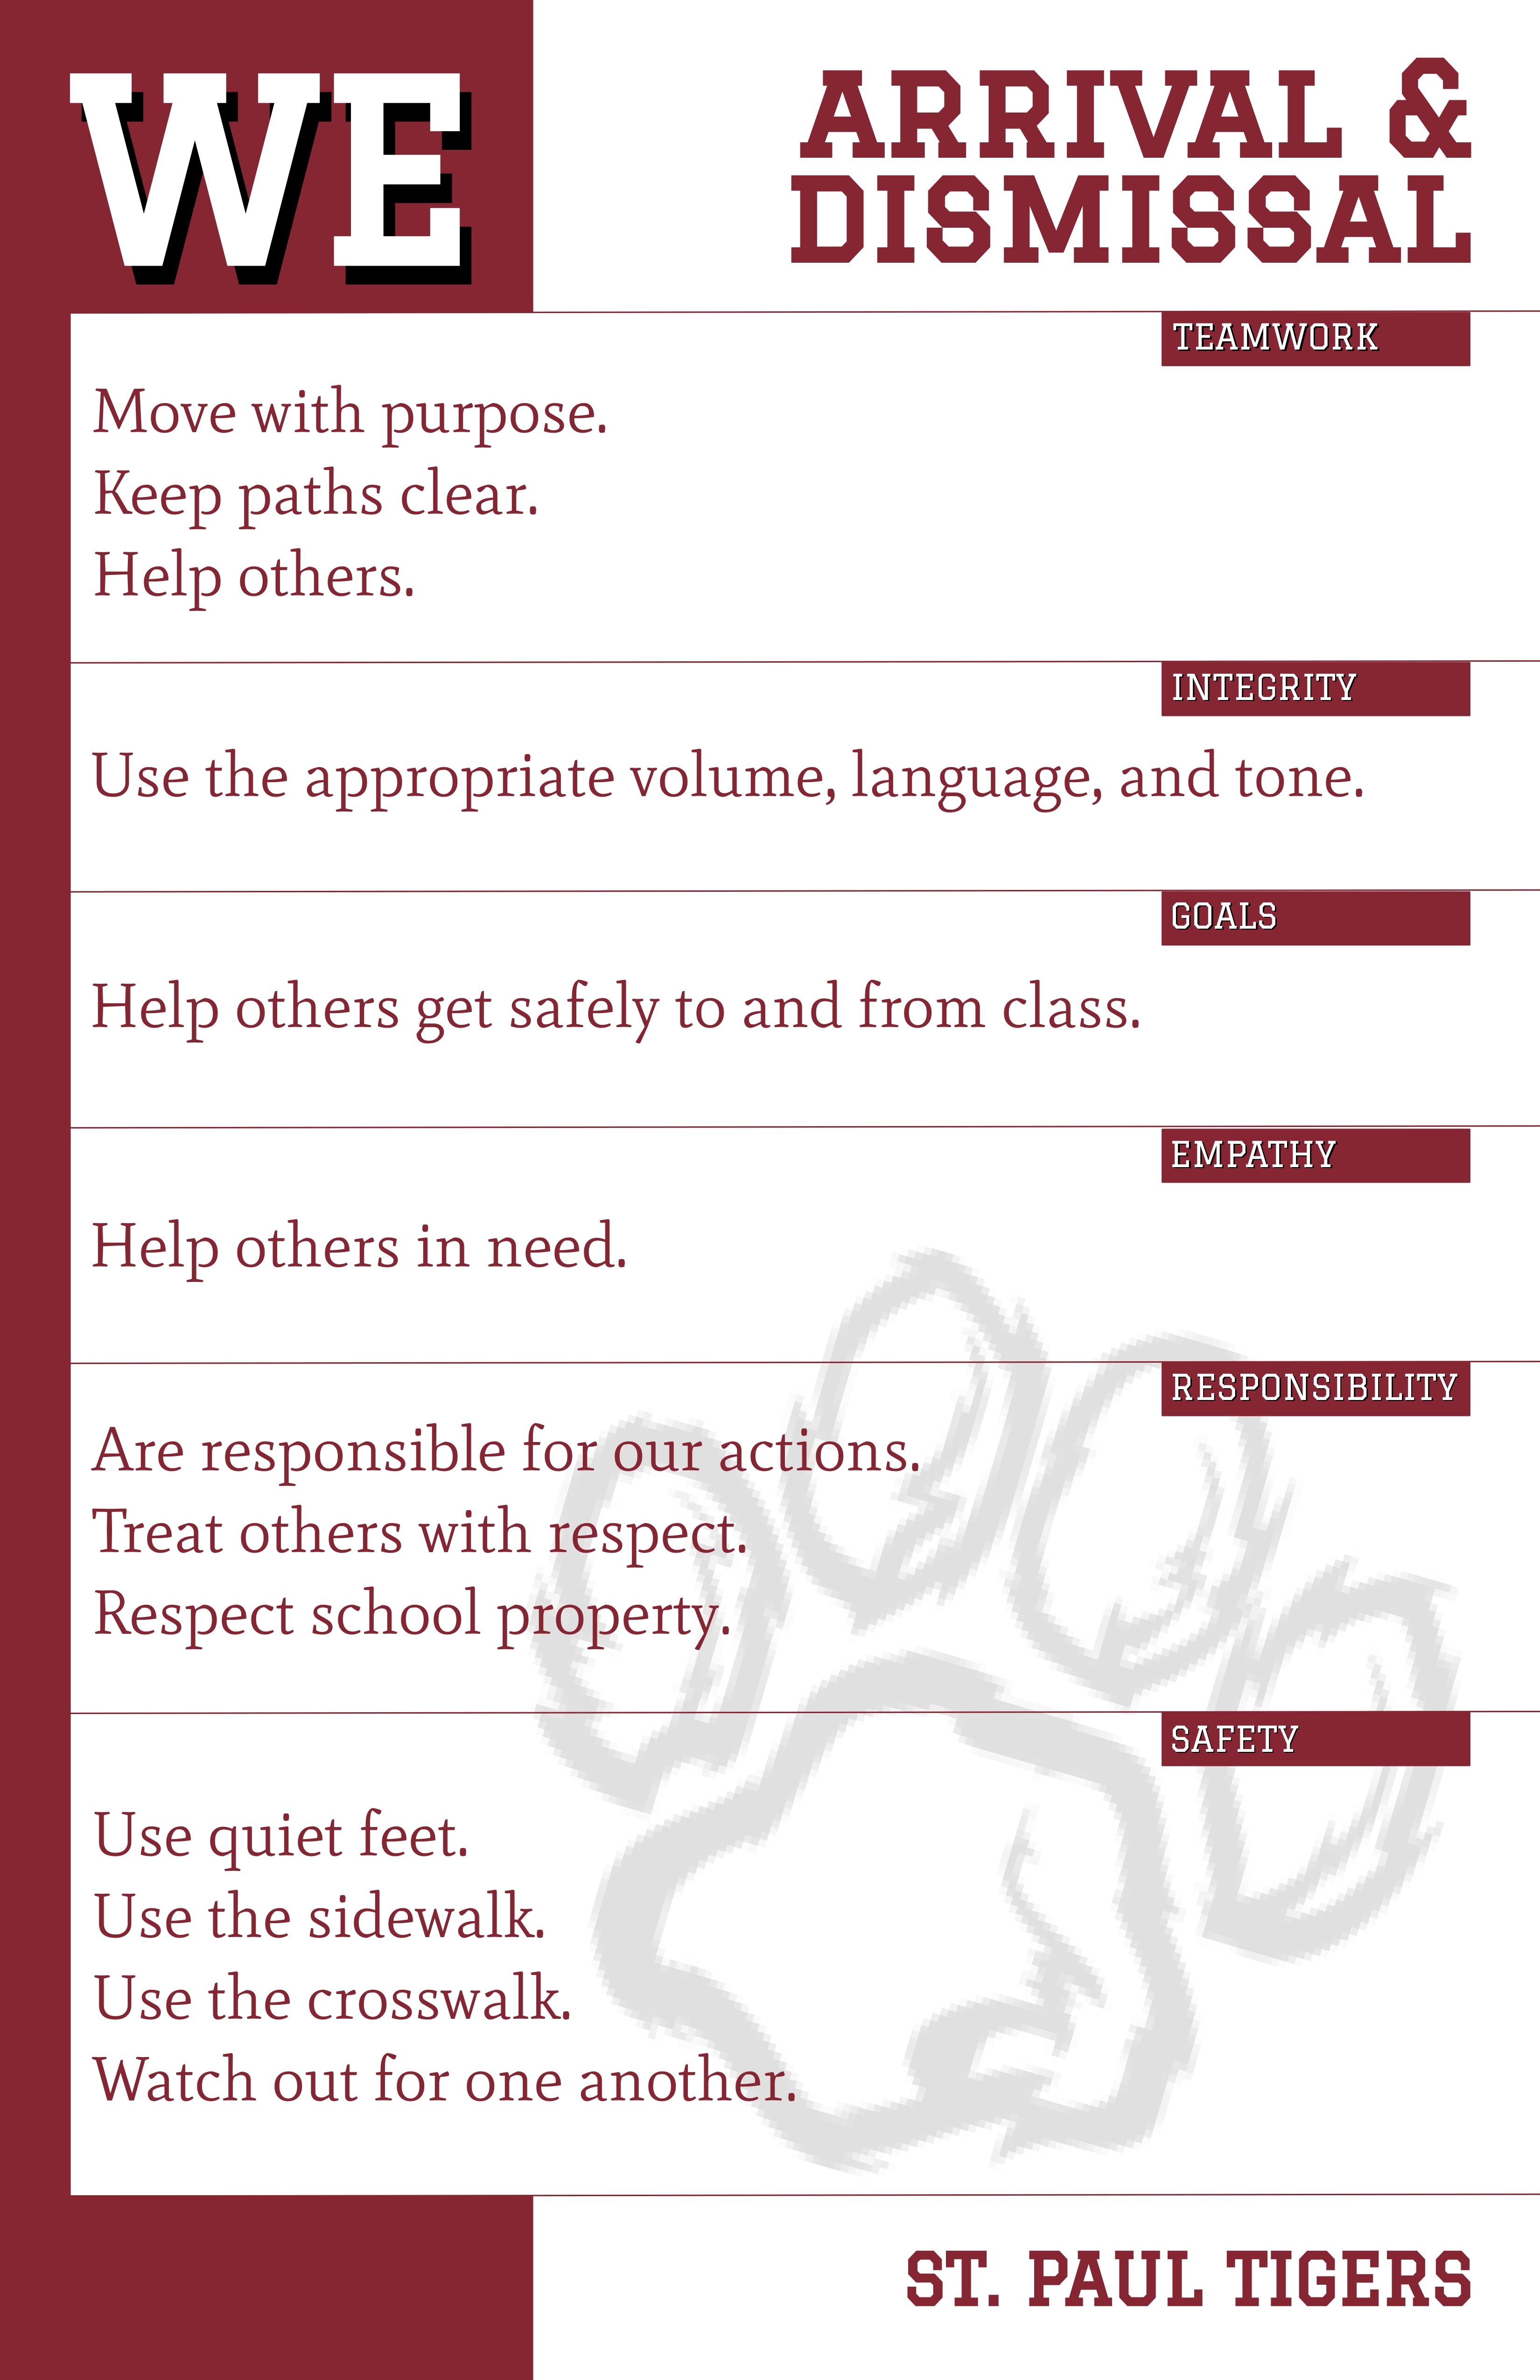 WE
ARRIVAL &
DISMISSAL
TEAMWORK
Move with purpose.
Keep paths clear.
Help others.
INTEGRITY
Use the appropriate volume, language, and tone.
GOALS
Help others get safely to and from class.
EMPATHY
Help others in need.
RESPONSIBILITY
Are responsible for our actions.
Treat others with respect.
Respect school property.
SAFETY
Use quiet feet.
Use the sidewalk.
Use the crosswalk.
Watch out for one another.
ST. PAUL TIGERS